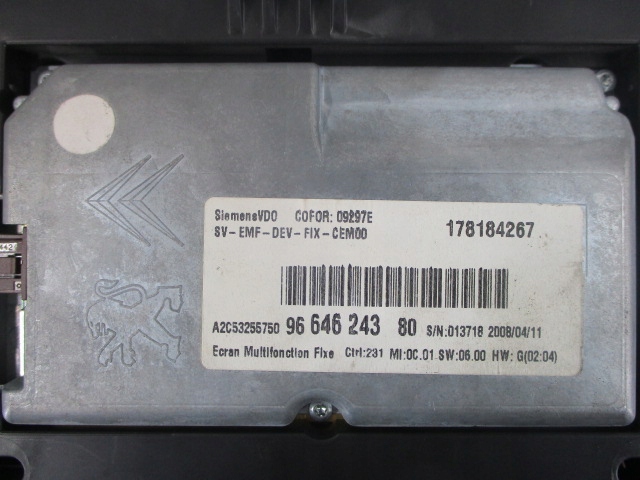 SiemensVDO COFOR: 09297E
SV-EMF-DEV-FIX-CEM00
178184267
A2C53255750 96 646 243 80 S/N:013718 2008/04/11
Ecran Multifonction Fixe Ctrl:231 MI:0C.01 SW:06.00 HW: G(02:04)